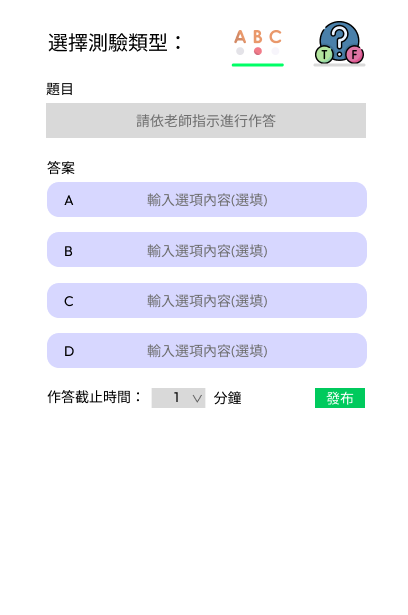 選擇測驗類型：
A B C
?
T F
題目
請依老師指示進行作答
答案
A 輸入選項內容(選填)
B 輸入選項內容(選填)
C 輸入選項內容(選填)
D 輸入選項內容(選填)
作答截止時間： 1 分鐘 發布